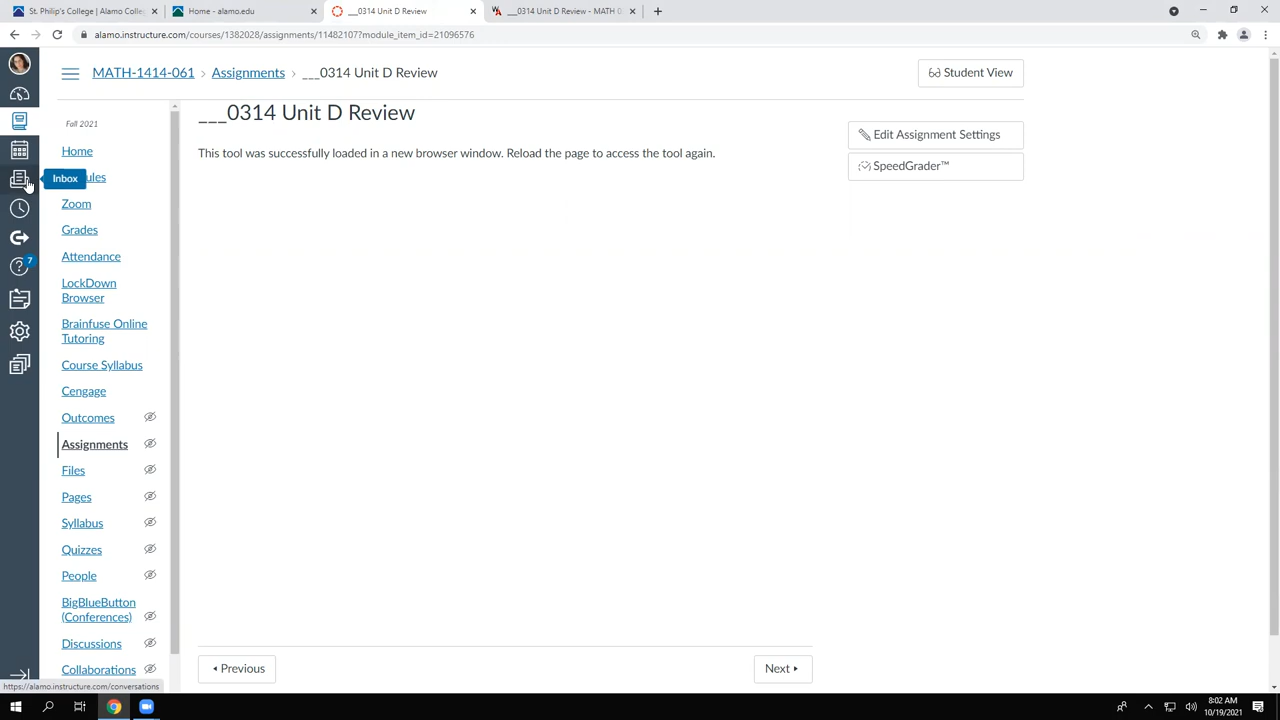 St. Philip's College | Alamo Colle
Home - alamo.edu
___0314 Unit D Review
___0314 Unit D Review - MATH 0
alamo.instructure.com/courses/1382028/assignments/11482107?module_item_id=21096576
MATH-1414-061 › Assignments › ___0314 Unit D Review
Student View
Fall 2021
___0314 Unit D Review
This tool was successfully loaded in a new browser window. Reload the page to access the tool again.
Edit Assignment Settings
SpeedGrader™
Home
Inbox
ules
Zoom
Grades
Attendance
7
LockDown
Browser
Brainfuse Online
Tutoring
Course Syllabus
Cengage
Outcomes
Assignments
Files
Pages
Syllabus
Quizzes
People
BigBlueButton
(Conferences)
Discussions
Collaborations
Previous
Next
https://alamo.instructure.com/conversations
8:02 AM
10/19/2021